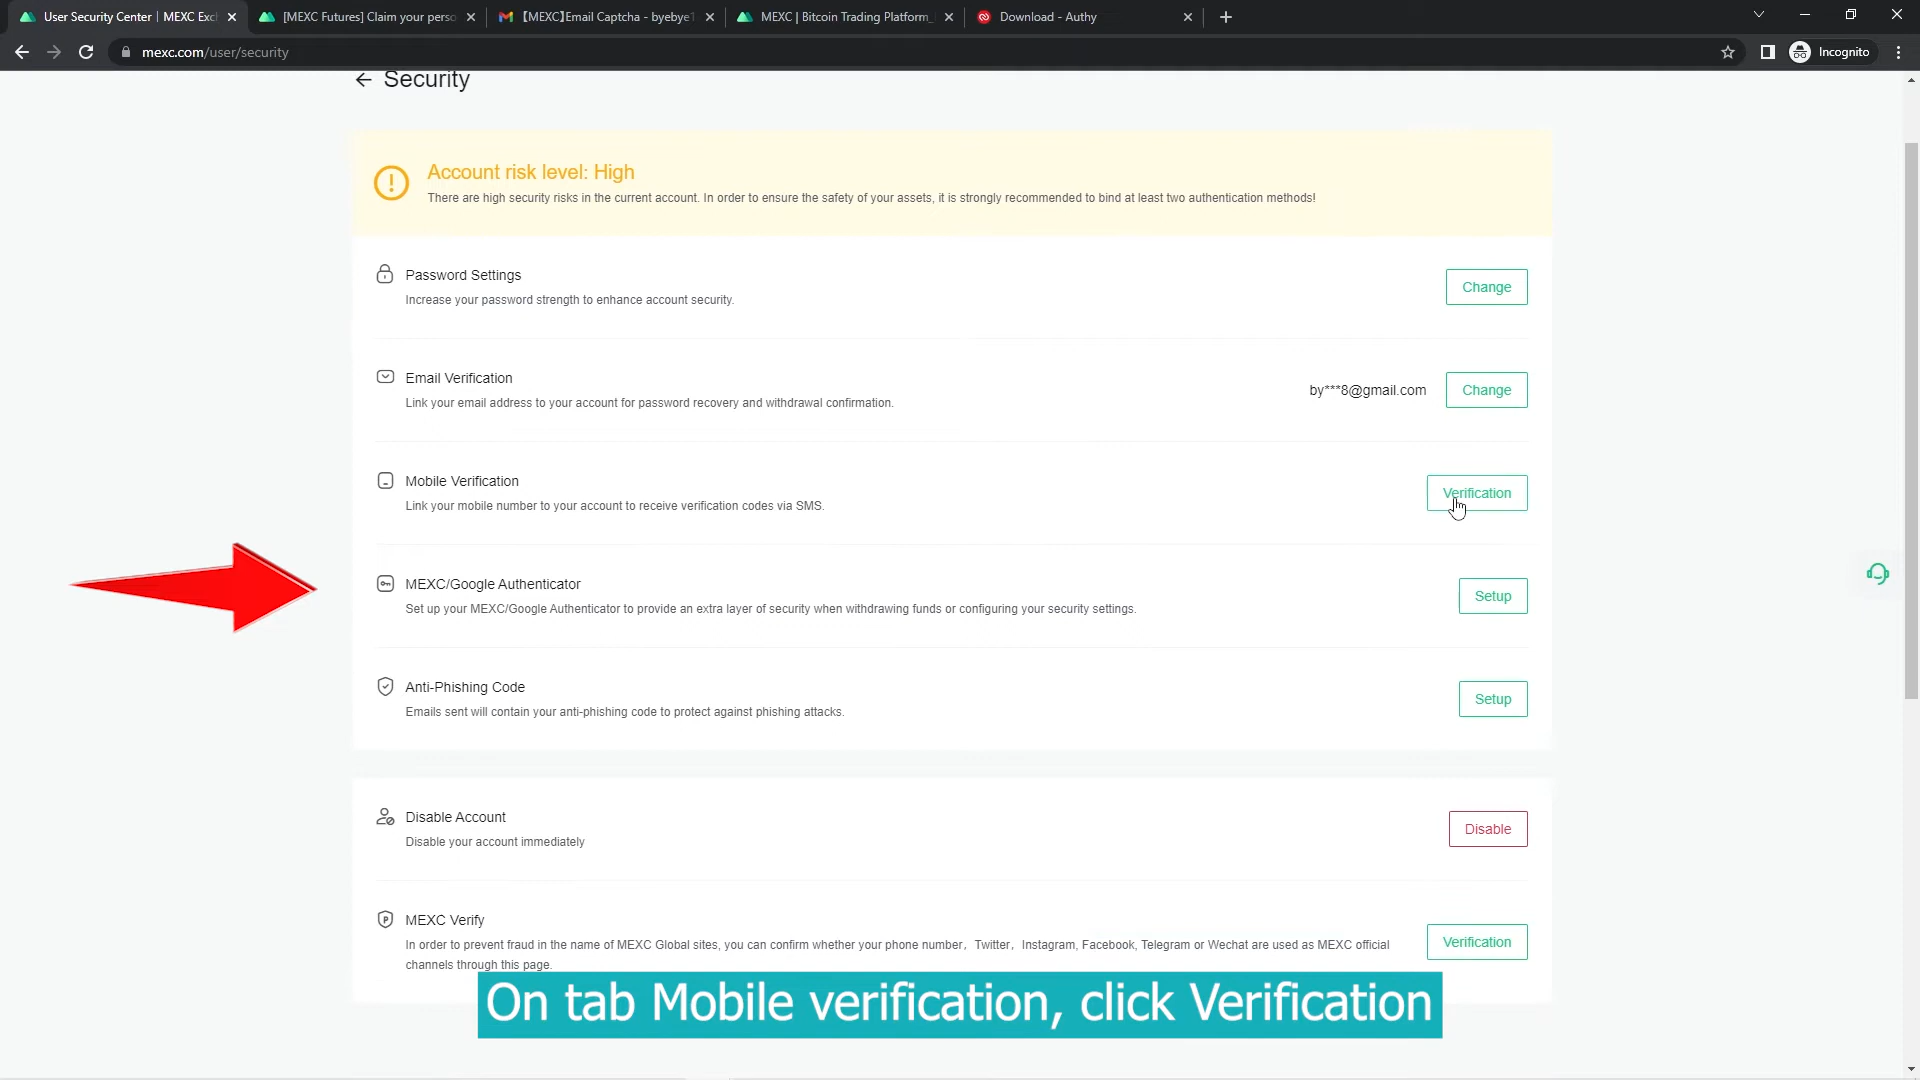 User Security Center | MEXC Exc
[MEXC Futures] Claim your perso
【MEXC】Email Captcha - byebye1
MEXC | Bitcoin Trading Platform_
Download - Authy
mexc.com/user/security
Incognito
Security
Account risk level: High
There are high security risks in the current account. In order to ensure the safety of your assets, it is strongly recommended to bind at least two authentication methods!
Password Settings
Increase your password strength to enhance account security.
Change
Email Verification
Link your email address to your account for password recovery and withdrawal confirmation.
by***8@gmail.com
Change
Mobile Verification
Link your mobile number to your account to receive verification codes via SMS.
Verification
MEXC/Google Authenticator
Set up your MEXC/Google Authenticator to provide an extra layer of security when withdrawing funds or configuring your security settings.
Setup
Anti-Phishing Code
Emails sent will contain your anti-phishing code to protect against phishing attacks.
Setup
Disable Account
Disable your account immediately
Disable
MEXC Verify
In order to prevent fraud in the name of MEXC Global sites, you can confirm whether your phone number，Twitter，Instagram, Facebook, Telegram or Wechat are used as MEXC official
channels through this page.
Verification
On tab Mobile verification, click Verification